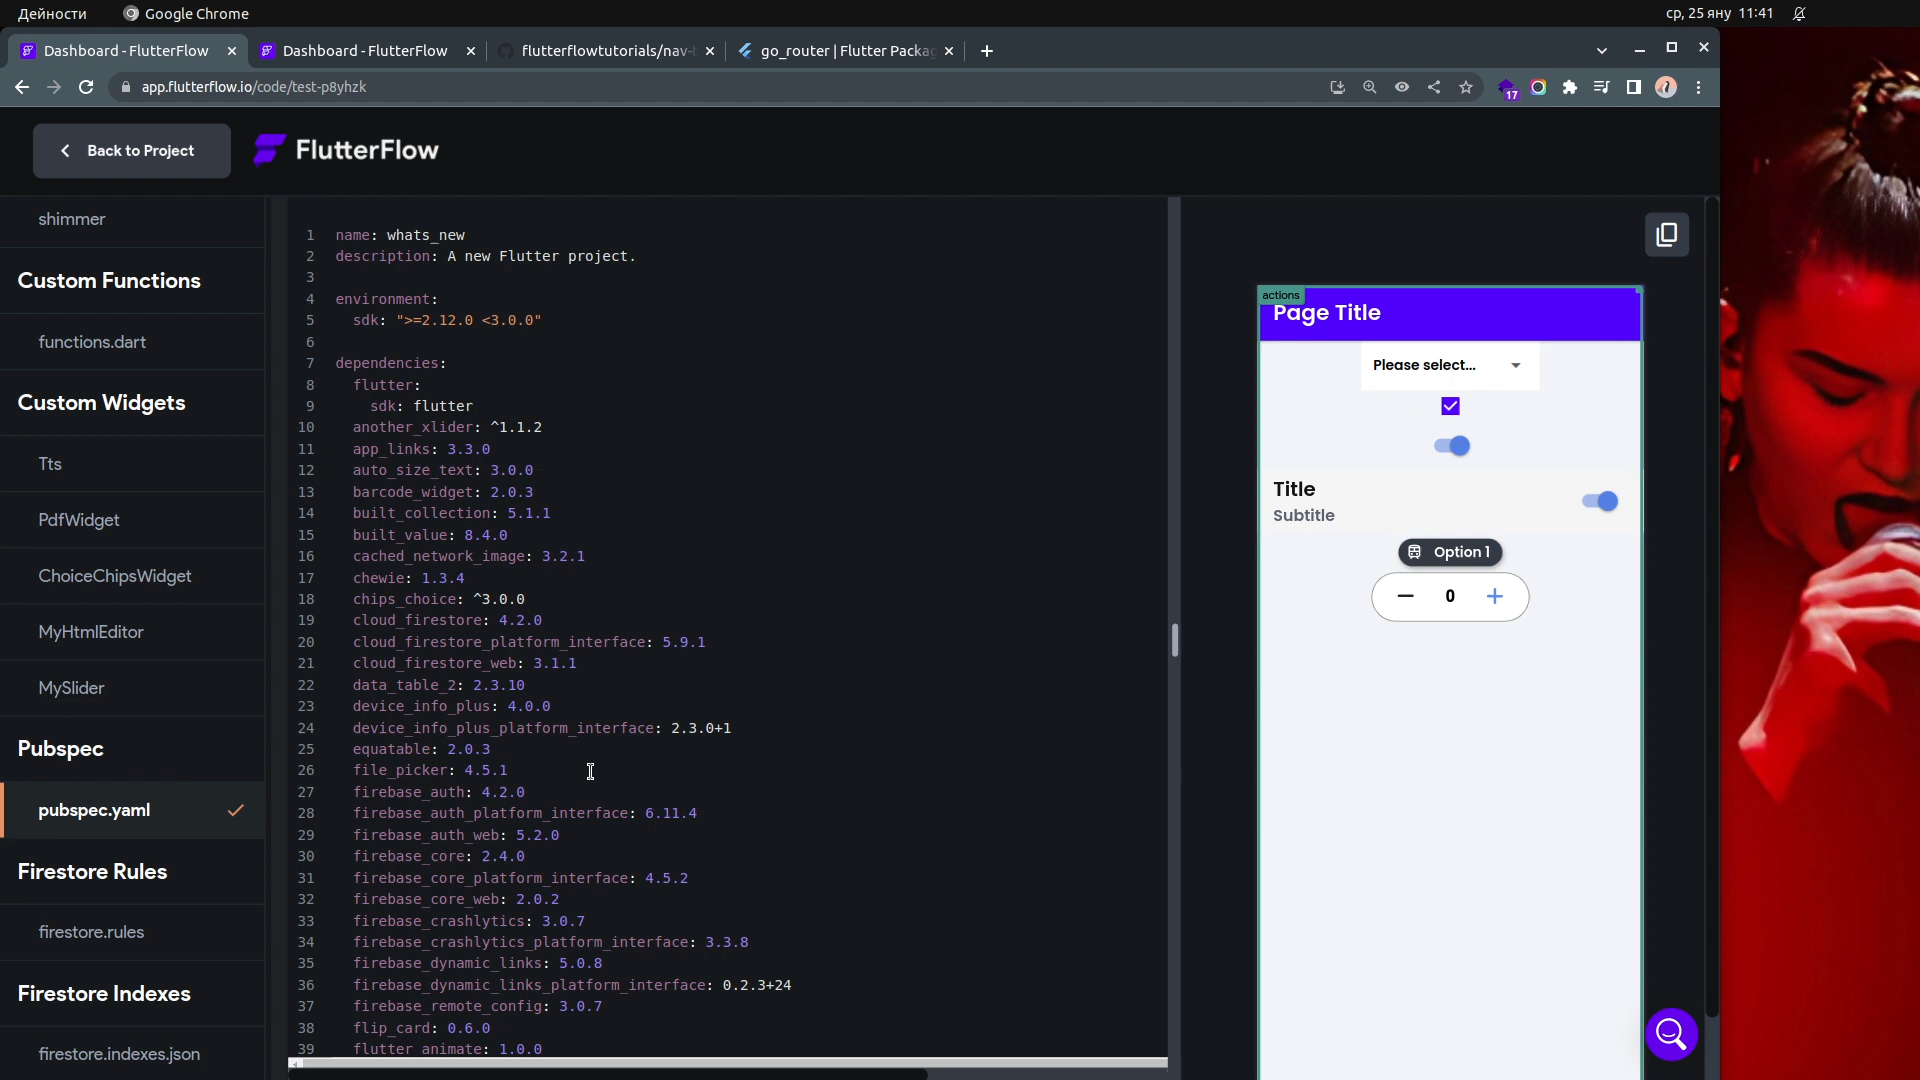 Дейности
Google Chrome
ср, 25 яну 11:41
Dashboard - FlutterFlow
Dashboard - FlutterFlow
flutterflowtutorials/nav-
go_router | Flutter Packag
app.flutterflow.io/code/test-p8yhzk
17
Back to Project
FlutterFlow
shimmer
Custom Functions
functions.dart
Custom Widgets
Tts
PdfWidget
ChoiceChipsWidget
MyHtmlEditor
MySlider
Pubspec
pubspec.yaml
Firestore Rules
firestore.rules
Firestore Indexes
firestore.indexes.json
1 name: whats_new
2 description: A new Flutter project.
3
4 environment:
5 sdk: ">=2.12.0 <3.0.0"
6
7 dependencies:
8 flutter:
9 sdk: flutter
10 another_xlider: ^1.1.2
11 app_links: 3.3.0
12 auto_size_text: 3.0.0
13 barcode_widget: 2.0.3
14 built_collection: 5.1.1
15 built_value: 8.4.0
16 cached_network_image: 3.2.1
17 chewie: 1.3.4
18 chips_choice: ^3.0.0
19 cloud_firestore: 4.2.0
20 cloud_firestore_platform_interface: 5.9.1
21 cloud_firestore_web: 3.1.1
22 data_table_2: 2.3.10
23 device_info_plus: 4.0.0
24 device_info_plus_platform_interface: 2.3.0+1
25 equatable: 2.0.3
26 file_picker: 4.5.1
27 firebase_auth: 4.2.0
28 firebase_auth_platform_interface: 6.11.4
29 firebase_auth_web: 5.2.0
30 firebase_core: 2.4.0
31 firebase_core_platform_interface: 4.5.2
32 firebase_core_web: 2.0.2
33 firebase_crashlytics: 3.0.7
34 firebase_crashlytics_platform_interface: 3.3.8
35 firebase_dynamic_links: 5.0.8
36 firebase_dynamic_links_platform_interface: 0.2.3+24
37 firebase_remote_config: 3.0.7
38 flip_card: 0.6.0
39 flutter_animate: 1.0.0
actions
Page Title
Please select...
Title
Subtitle
Option 1
0